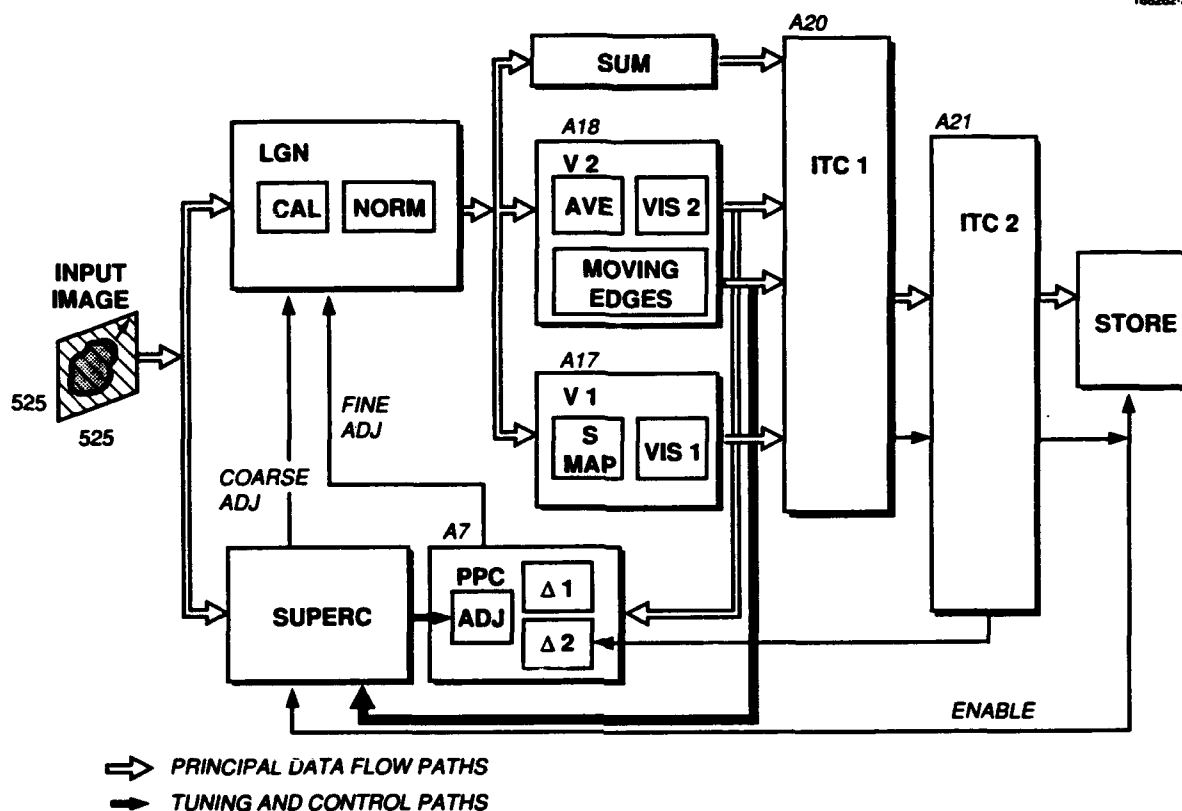 A20
SUM
A18
A21
LGN
V 2
ITC 1
CAL
NORM
AVE
VIS 2
ITC 2
INPUT
IMAGE
MOVING
EDGES
STORE
A17
V 1
525
525
FINE
ADJ
S
MAP
VIS 1
COARSE
ADJ
A7
PPC
Δ 1
SUPERC
ADJ
Δ 2
ENABLE
PRINCIPAL DATA FLOW PATHS
TUNING AND CONTROL PATHS